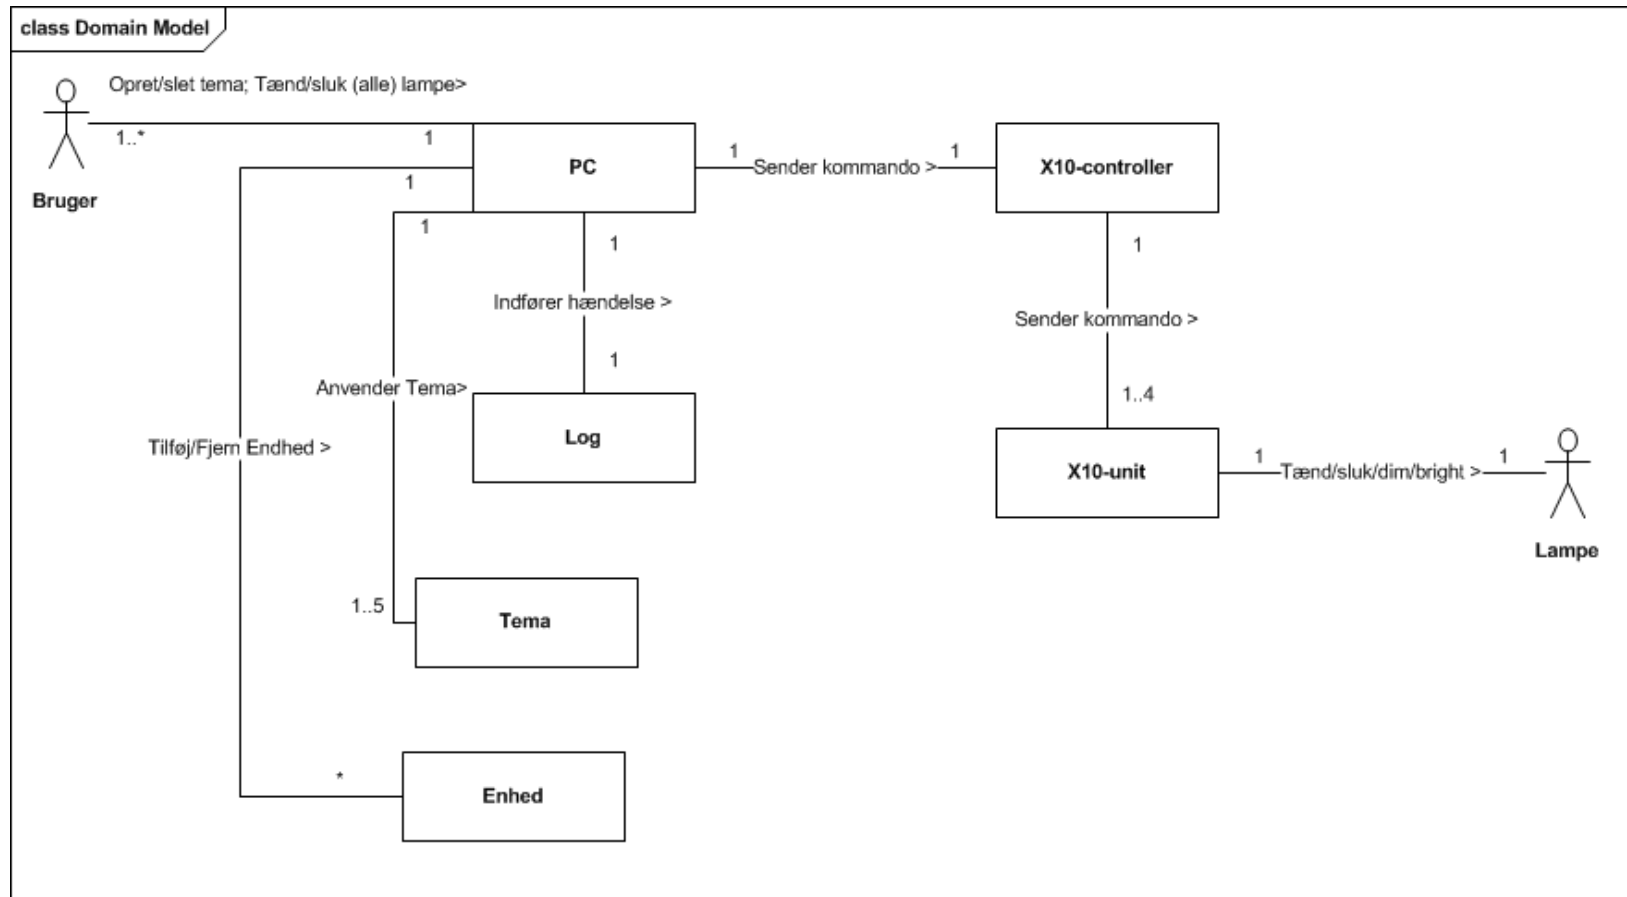 class Domain Model
Opret/slet tema; Tænd/sluk (alle) lampe>
1..*
1
Bruger
1
1
PC
1
Sender kommando >
1
X10-controller
1
Indfører hændelse >
1
Log
1
Sender kommando >
1..4
X10-unit
1
Tænd/sluk/dim/bright >
1
Lampe
Anvender Tema>
1..5
Tema
Tilføj/Fjern Endhed >
*
Enhed